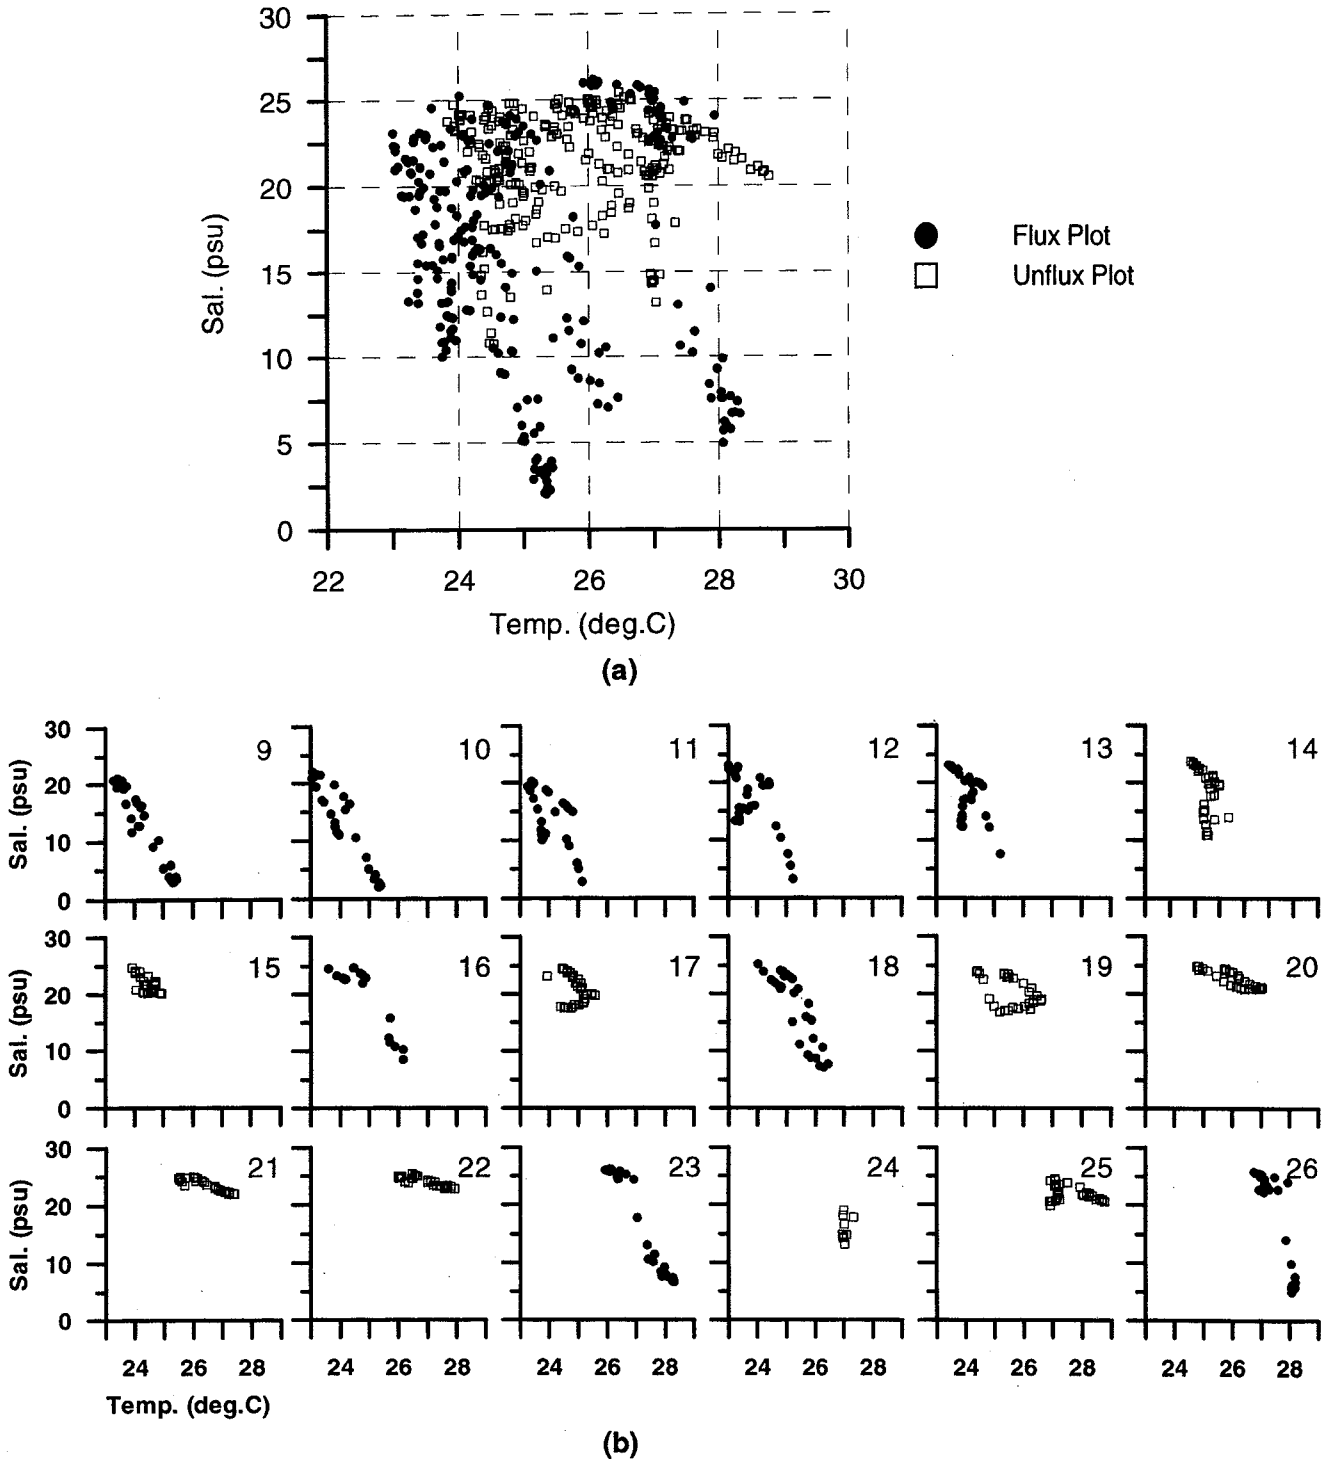 30
25
20
15
10
5
0
Sal. (psu)
22 24 26 28 30
Temp. (deg.C)
Flux Plot
Unflux Plot
(a)
30
20
10
0
Sal. (psu)
9 10 11 12 13 14
30
20
10
0
Sal. (psu)
15 16 17 18 19 20
30
20
10
0
Sal. (psu)
21 22 23 24 25 26
24 26 28 24 26 28 24 26 28 24 26 28 24 26 28 24 26 28
Temp. (deg.C)
(b)